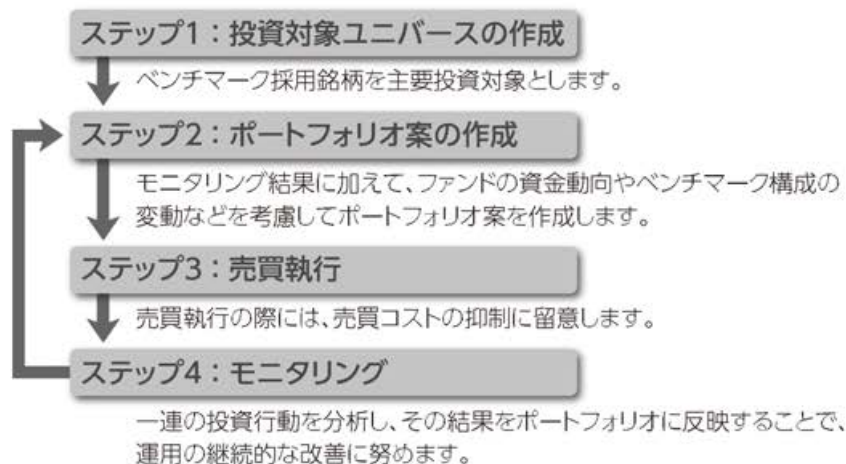 ステップ1：投資対象ユニバースの作成
ベンチマーク採用銘柄を主要投資対象とします。
ステップ2：ポートフォリオ案の作成
モニタリング結果に加えて、ファンドの資金動向やベンチマーク構成の
変動などを考慮してポートフォリオ案を作成します。
ステップ3：売買執行
売買執行の際には、売買コストの抑制に留意します。
ステップ4：モニタリング
一連の投資行動を分析し、その結果をポートフォリオに反映することで、
運用の継続的な改善に努めます。